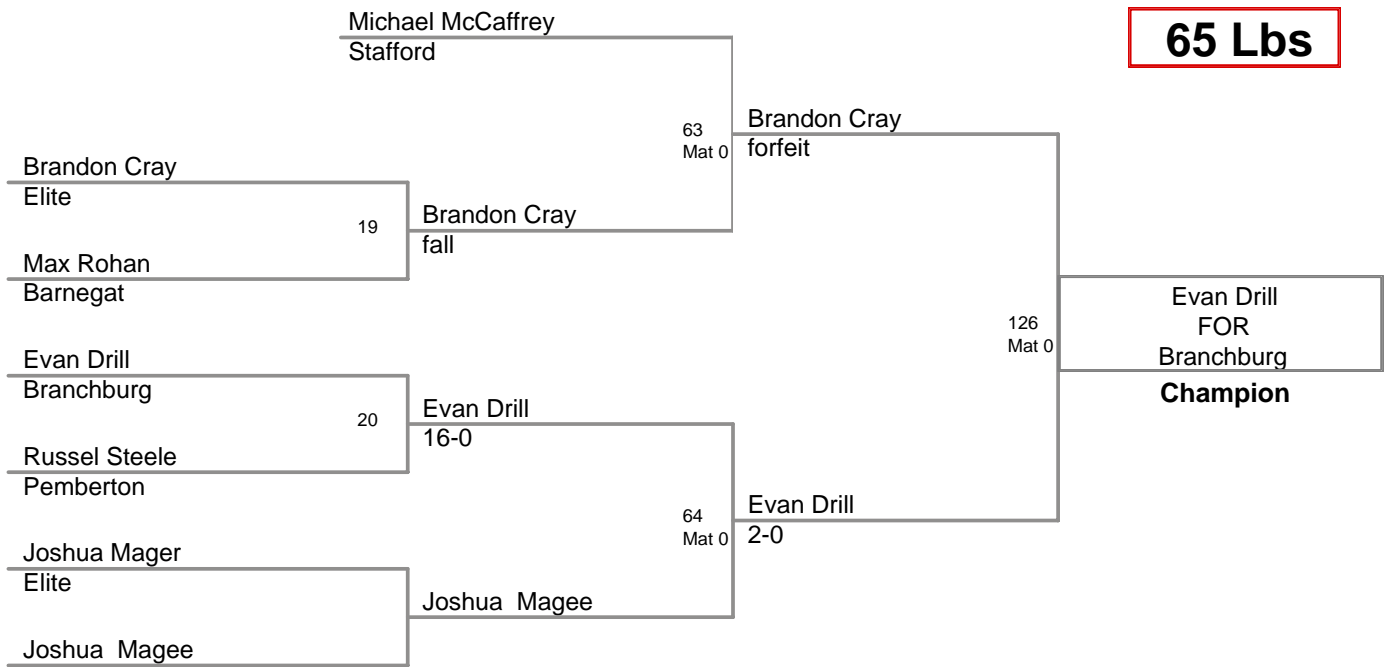 Michael McCaffrey
Stafford
65 Lbs
63
Mat 0
Brandon Cray
forfeit
Brandon Cray
Elite
19
Brandon Cray
fall
Max Rohan
Barnegat
Evan Drill
FOR
Branchburg
Champion
126
Mat 0
Evan Drill
Branchburg
20
Evan Drill
16-0
Russel Steele
Pemberton
64
Mat 0
Evan Drill
2-0
Joshua Mager
Elite
Joshua  Magee
Joshua  Magee